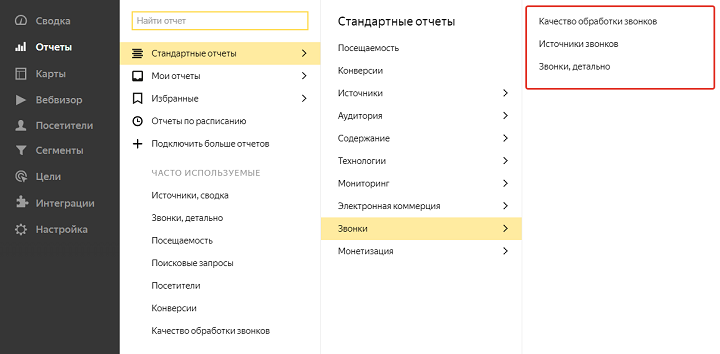 Сводка
Отчеты
Карты
Вебвизор
Посетители
Сегменты
Цели
Интеграции
Настройка
Найти отчет
Стандартные отчеты
Мои отчеты
Избранные
Отчеты по расписанию
Подключить больше отчетов
ЧАСТО ИСПОЛЬЗУЕМЫЕ
Источники, сводка
Звонки, детально
Посещаемость
Поисковые запросы
Посетители
Конверсии
Качество обработки звонков
Стандартные отчеты
Посещаемость
Конверсии
Источники
Аудитория
Содержание
Технологии
Мониторинг
Электронная коммерция
Звонки
Монетизация
Качество обработки звонков
Источники звонков
Звонки, детально